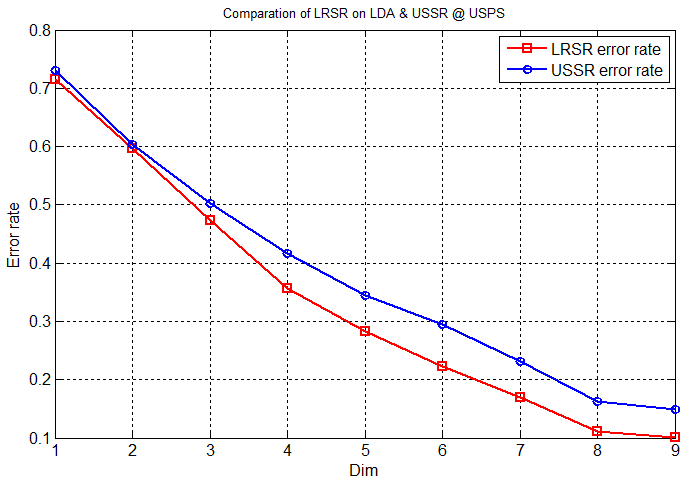 Comparation of LRSR on LDA & USSR @ USPS
LRSR error rate
USSR error rate
Error rate
0.8
0.7
0.6
0.5
0.4
0.3
0.2
0.1
1 2 3 4 5 6 7 8 9
Dim